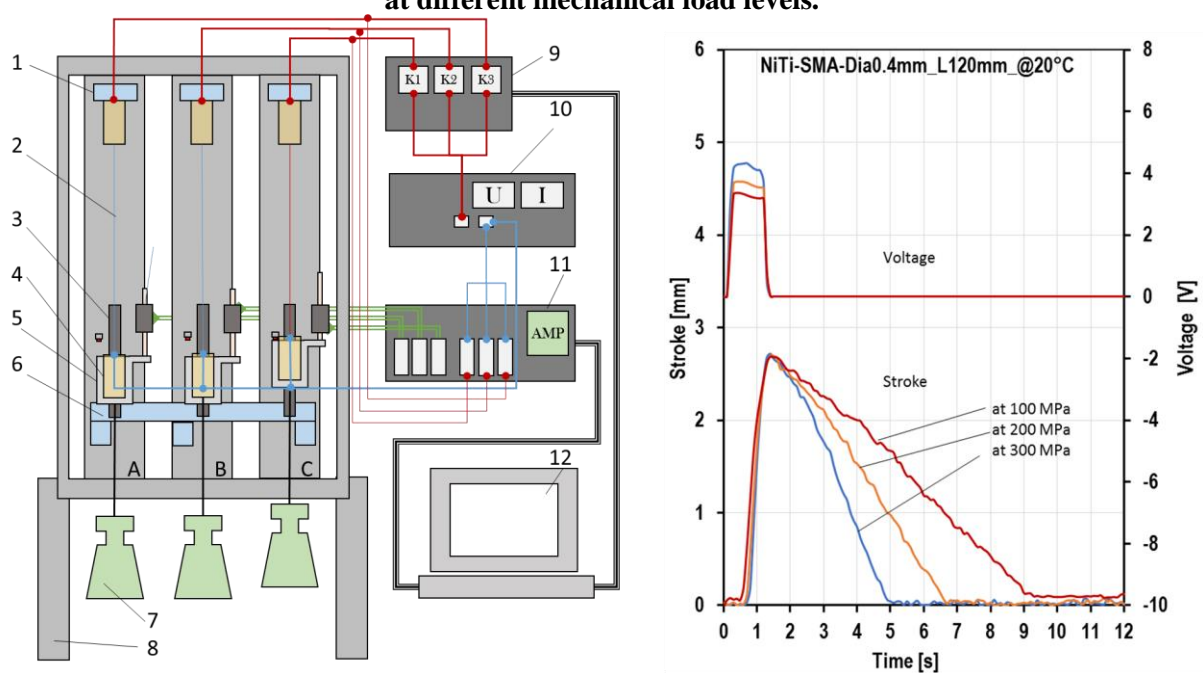 at different mechanical load levels.
1
2
3
4
5
6
7
8
9
10
11
12
K1 K2 K3
U I
AMP
A B C
NiTi-SMA-Dia0.4mm_L120mm_@20°C
Voltage
Stroke
at 100 MPa
at 200 MPa
at 300 MPa
Stroke [mm]
6
5
4
3
2
1
0
Voltage [V]
8
6
4
2
0
-2
-4
-6
-8
-10
0 1 2 3 4 5 6 7 8 9 10 11 12
Time [s]